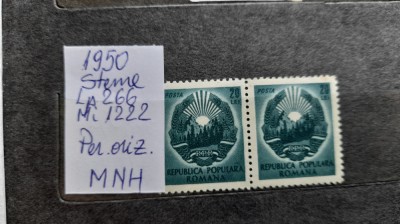 1950
Steme
LP 266
Mi 1222
Per. oriz.
MNH
POSTA 20 LEI
REPUBLICA POPULARA
ROMANA
POSTA 20 LEI
REPUBLICA POPULARA
ROMANA